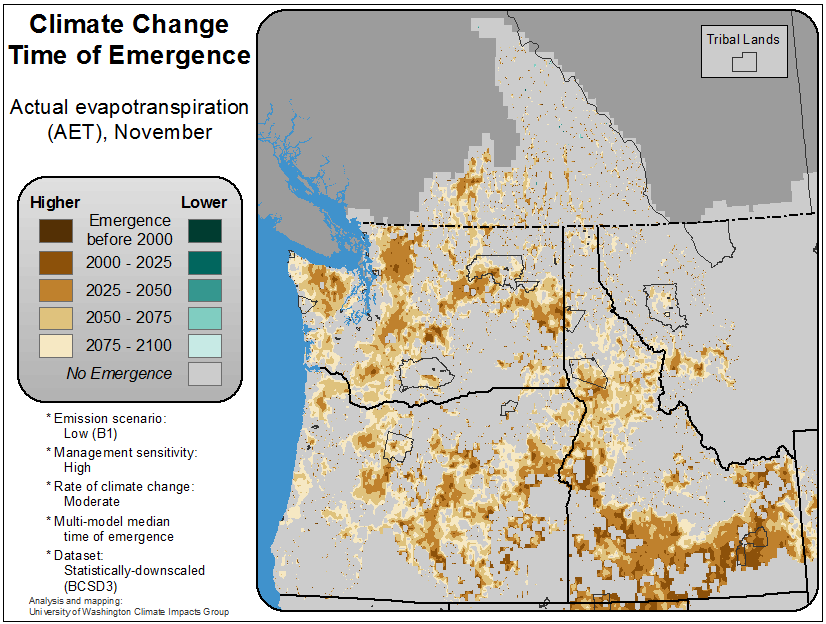 Climate Change
Time of Emergence
Actual evapotranspiration
(AET), November
Higher
Lower
Emergence
before 2000
2000 - 2025
2025 - 2050
2050 - 2075
2075 - 2100
No Emergence
* Emission scenario:
Low (B1)
* Management sensitivity:
High
* Rate of climate change:
Moderate
* Multi-model median
time of emergence
* Dataset:
Statistically-downscaled
(BCSD3)
Analysis and mapping:
University of Washington Climate Impacts Group
Tribal Lands